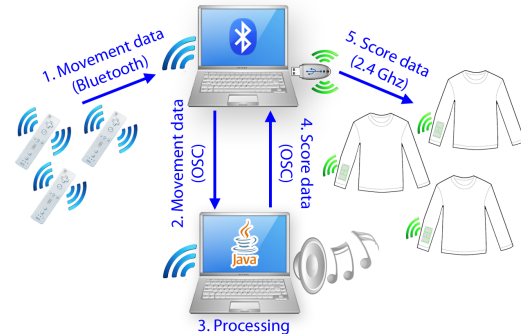 1. Movement data
(Bluetooth)
5. Score data
(2.4 Ghz)
2. Movement data
(OSC)
4. Score data
(OSC)
Java
3. Processing